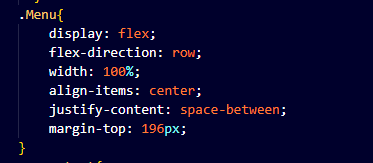 .Menu{
display: flex;
flex-direction: row;
width: 100%;
align-items: center;
justify-content: space-between;
margin-top: 196px;
}